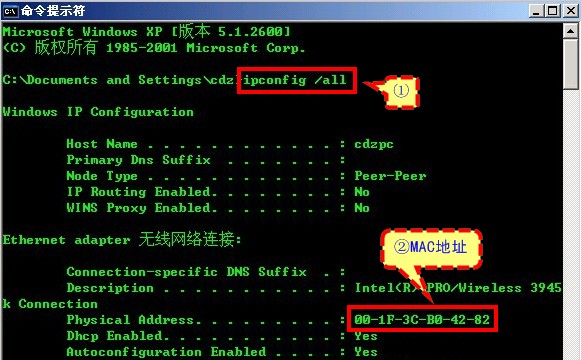 命令提示符
Microsoft Windows XP [版本 5.1.2600]
(C) 版权所有 1985-2001 Microsoft Corp.
C:\Documents and Settings\cdz>ipconfig /all
①
Windows IP Configuration
Host Name . . . . . . . . . . . . : cdzpc
Primary Dns Suffix . . . . . . . :
Node Type . . . . . . . . . . . . : Peer-Peer
IP Routing Enabled. . . . . . . . : No
WINS Proxy Enabled. . . . . . . . : No
Ethernet adapter 无线网络连接:
②MAC地址
Connection-specific DNS Suffix . :
Description . . . . . . . . . . . : Intel(R) PRO/Wireless 3945
k Connection
Physical Address. . . . . . . . . : 00-1F-3C-B0-42-82
Dhcp Enabled. . . . . . . . . . . : Yes
Autoconfiguration Enabled . . . . : Yes